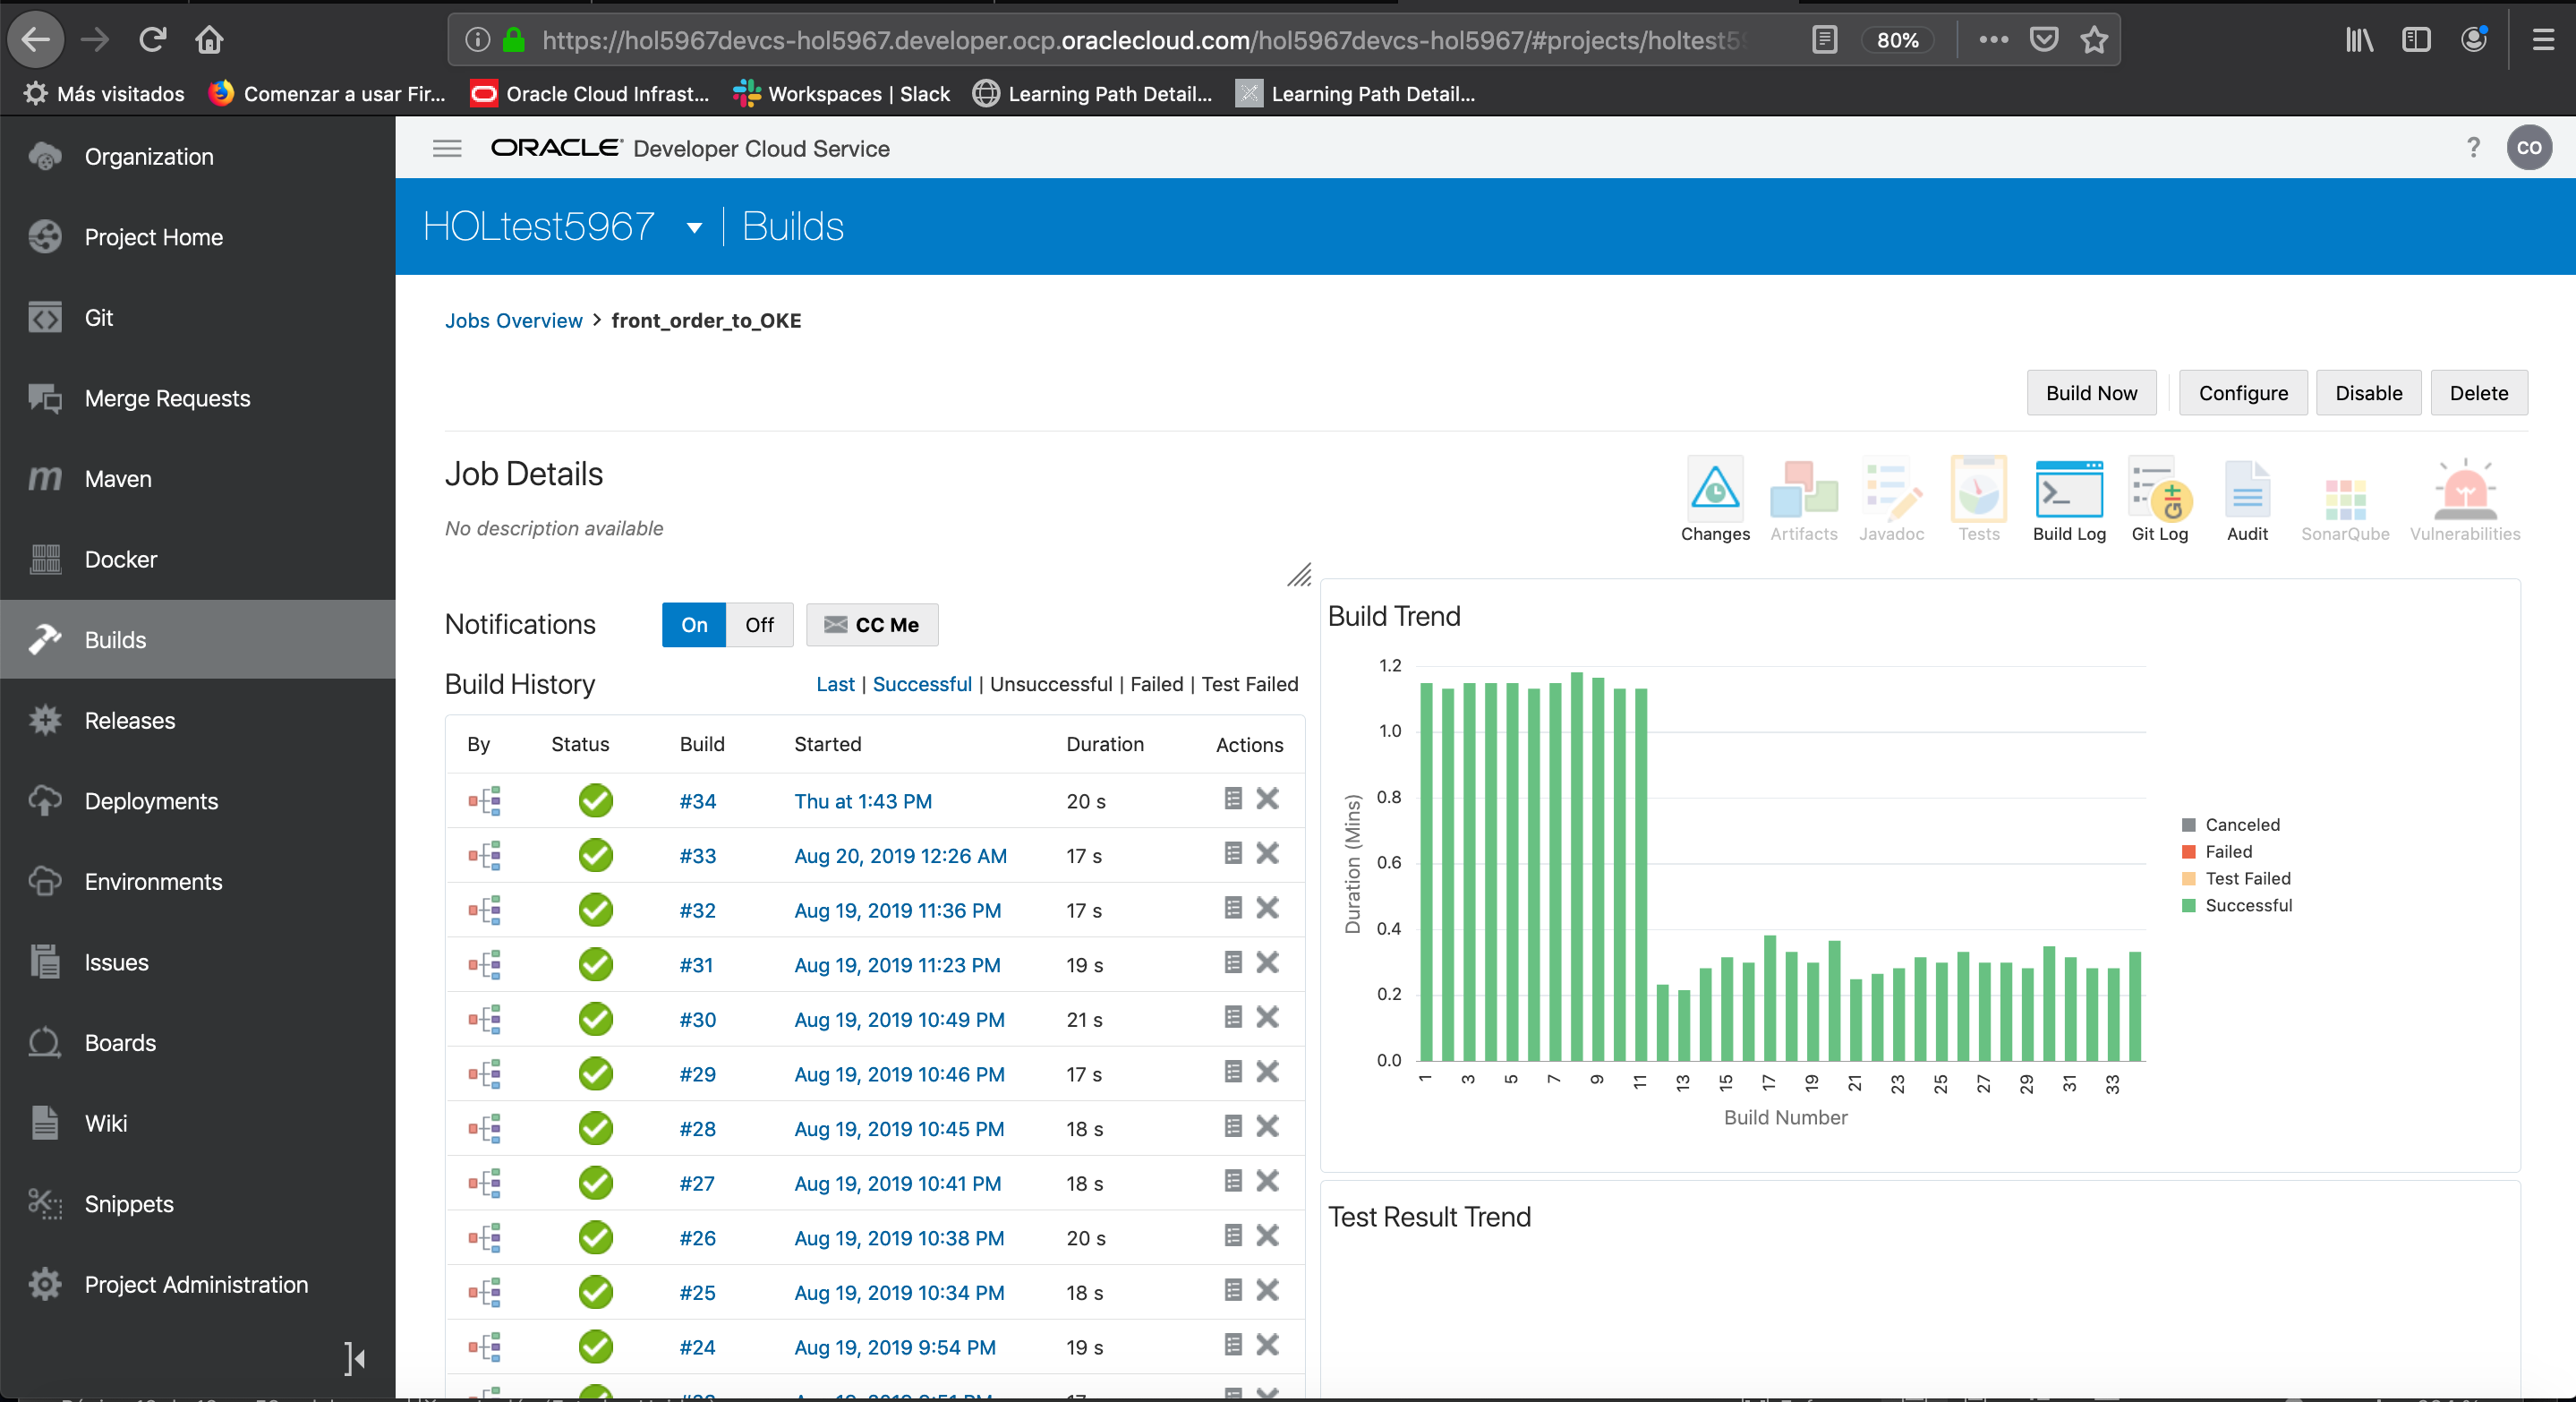 https://hol5967devcs-hol5967.developer.ocp.oraclecloud.com/hol5967devcs-hol5967/#projects/holtest5
80%
Más visitados
Comenzar a usar Fir...
Oracle Cloud Infrast...
Workspaces | Slack
Learning Path Detail...
Learning Path Detail...
Organization
Project Home
Git
Merge Requests
Maven
Docker
Builds
Releases
Deployments
Environments
Issues
Boards
Wiki
Snippets
Project Administration
ORACLE® Developer Cloud Service
?
CO
HOLtest5967 | Builds
Jobs Overview > front_order_to_OKE
Build Now
Configure
Disable
Delete
Job Details
No description available
Changes
Artifacts
Javadoc
Tests
Build Log
Git Log
Audit
SonarQube
Vulnerabilities
Notifications
On
Off
CC Me
Build History
Last | Successful | Unsuccessful | Failed | Test Failed
By Status Build Started Duration Actions
#34 Thu at 1:43 PM 20 s
#33 Aug 20, 2019 12:26 AM 17 s
#32 Aug 19, 2019 11:36 PM 17 s
#31 Aug 19, 2019 11:23 PM 19 s
#30 Aug 19, 2019 10:49 PM 21 s
#29 Aug 19, 2019 10:46 PM 17 s
#28 Aug 19, 2019 10:45 PM 18 s
#27 Aug 19, 2019 10:41 PM 18 s
#26 Aug 19, 2019 10:38 PM 20 s
#25 Aug 19, 2019 10:34 PM 18 s
#24 Aug 19, 2019 9:54 PM 19 s
Build Trend
Duration (Mins)
1.2
1.0
0.8
0.6
0.4
0.2
0.0
1 3 5 7 9 11 13 15 17 19 21 23 25 27 29 31 33
Build Number
Canceled
Failed
Test Failed
Successful
Test Result Trend